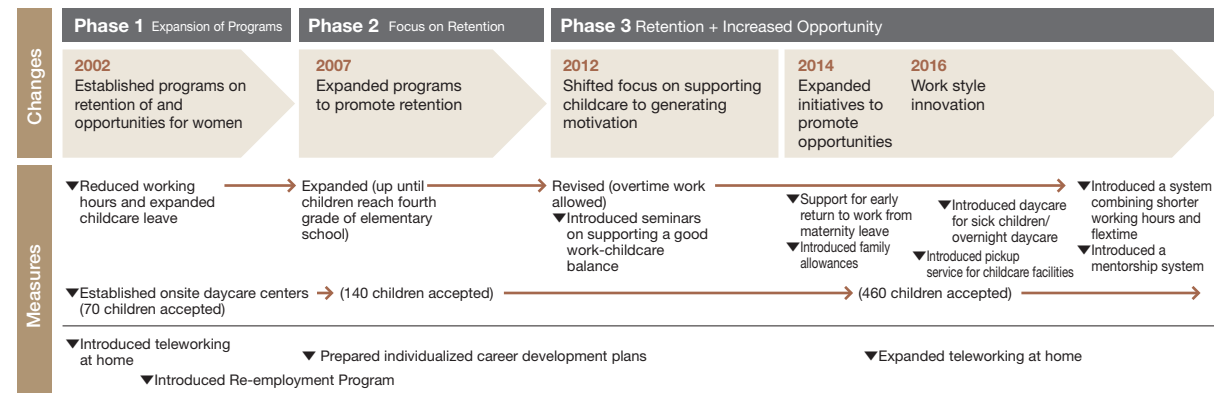 Changes
Phase 1 Expansion of Programs
Phase 2 Focus on Retention
Phase 3 Retention + Increased Opportunity
2002
Established programs on
retention of and
opportunities for women
2007
Expanded programs
to promote retention
2012
Shifted focus on supporting
childcare to generating
motivation
2014
Expanded
initiatives to
promote
opportunities
2016
Work style
innovation
Measures
▼Reduced working
hours and expanded
childcare leave
Expanded (up until
children reach fourth
grade of elementary
school)
Revised (overtime work
allowed)
▼Introduced seminars
on supporting a good
work-childcare
balance
▼Support for early
return to work from
maternity leave
▼Introduced family
allowances
▼Introduced daycare
for sick children/
overnight daycare
▼Introduced pickup
service for childcare facilities
▼Introduced a system
combining shorter
working hours and
flextime
▼Introduced a
mentorship system
▼Established onsite daycare centers
(70 children accepted)
(140 children accepted)
(460 children accepted)
▼Introduced teleworking
at home
▼Introduced Re-employment Program
▼ Prepared individualized career development plans
▼Expanded teleworking at home